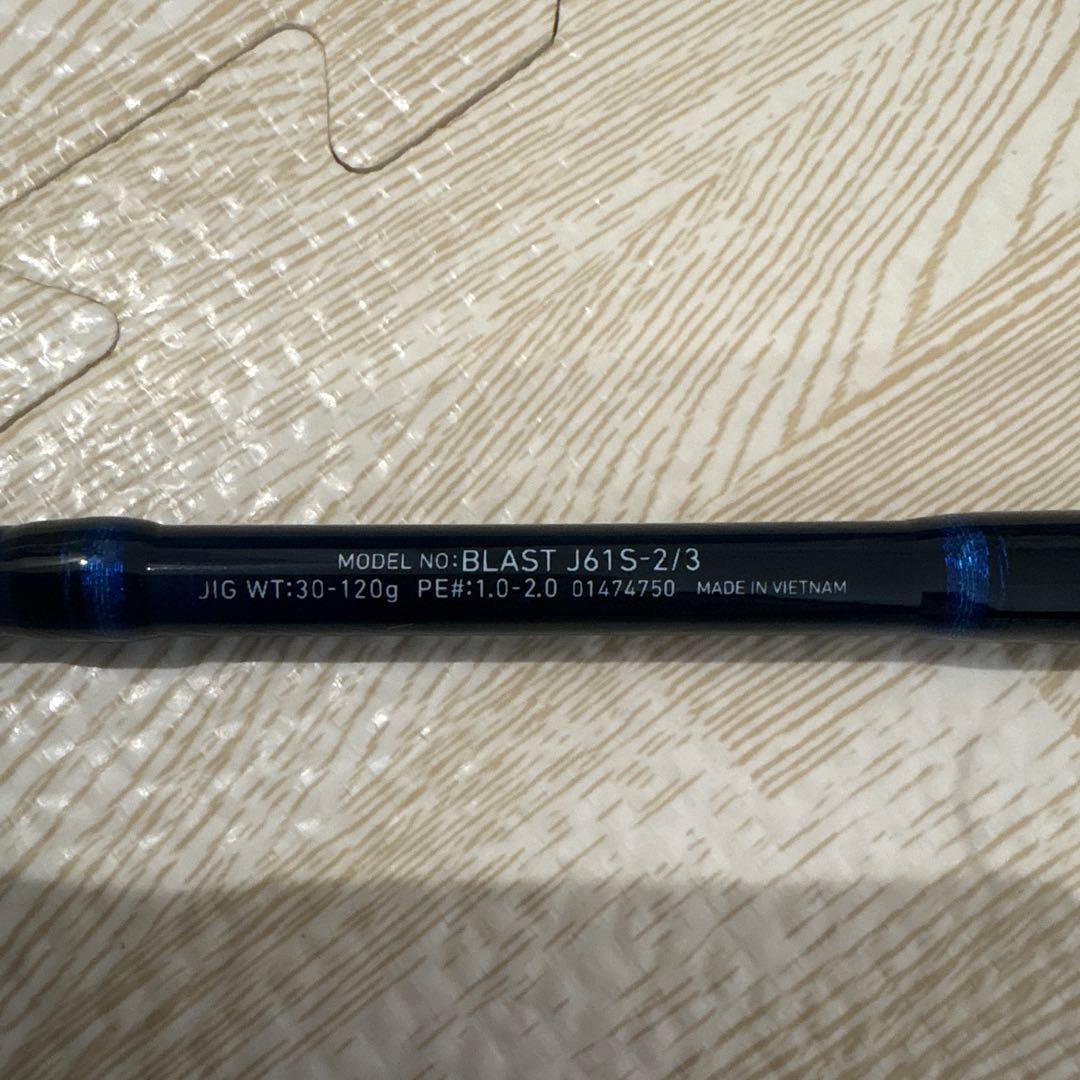 MODEL NO:BLAST J61S-2/3
JIG WT:30-120g PE#:1.0-2.0 01474750 MADE IN VIETNAM